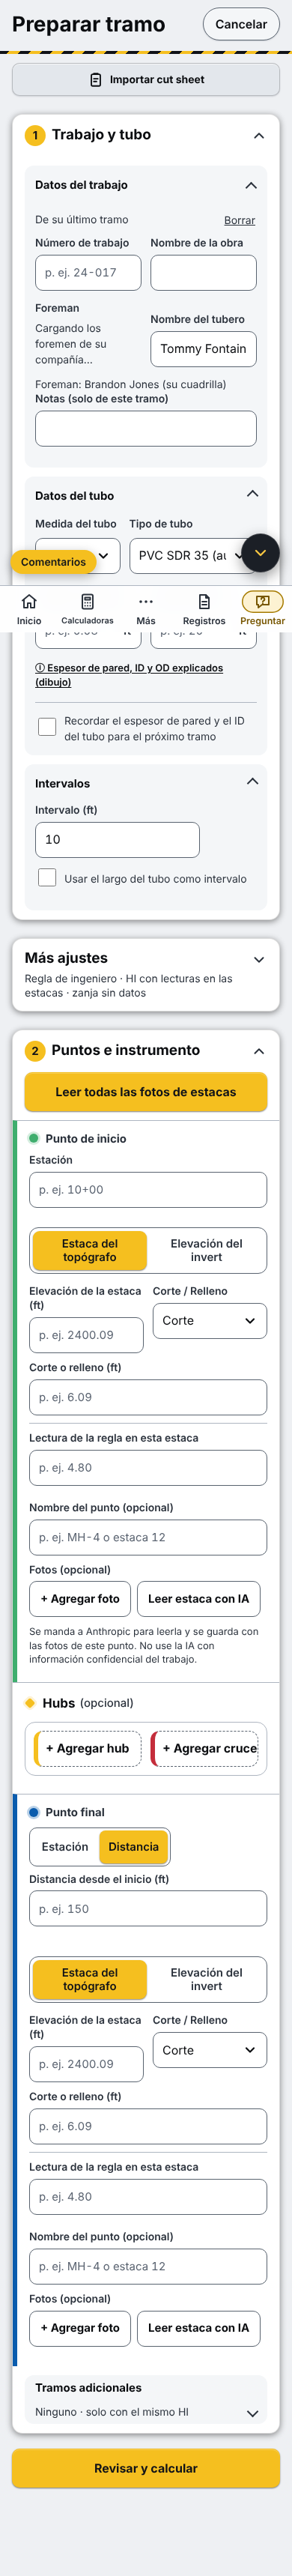 Preparar tramo
Cancelar
Importar cut sheet
1 Trabajo y tubo
Datos del trabajo
De su último tramo
Borrar
Número de trabajo
Nombre de la obra
p. ej. 24-017
Foreman
Cargando los
foremen de su
compañía...
Nombre del tubero
Tommy Fontain
Foreman: Brandon Jones (su cuadrilla)
Notas (solo de este tramo)
Datos del tubo
Medida del tubo
Tipo de tubo
PVC SDR 35 (au
Comentarios
Inicio
Calculadoras
Más
Registros
Preguntar
Espesor de pared, ID y OD explicados
(dibujo)
Recordar el espesor de pared y el ID
del tubo para el próximo tramo
Intervalos
Intervalo (ft)
10
Usar el largo del tubo como intervalo
Más ajustes
Regla de ingeniero · HI con lecturas en las
estacas · zanja sin datos
2 Puntos e instrumento
Leer todas las fotos de estacas
Punto de inicio
Estación
p. ej. 10+00
Estaca del
topógrafo
Elevación del
invert
Elevación de la estaca
(ft)
Corte / Relleno
p. ej. 2400.09
Corte
Corte o relleno (ft)
p. ej. 6.09
Lectura de la regla en esta estaca
p. ej. 4.80
Nombre del punto (opcional)
p. ej. MH-4 o estaca 12
Fotos (opcional)
+ Agregar foto
Leer estaca con IA
Se manda a Anthropic para leerla y se guarda con
las fotos de este punto. No use la IA con
información confidencial del trabajo.
Hubs (opcional)
+ Agregar hub
+ Agregar cruce
Punto final
Estación
Distancia
Distancia desde el inicio (ft)
p. ej. 150
Estaca del
topógrafo
Elevación del
invert
Elevación de la estaca
(ft)
Corte / Relleno
p. ej. 2400.09
Corte
Corte o relleno (ft)
p. ej. 6.09
Lectura de la regla en esta estaca
p. ej. 4.80
Nombre del punto (opcional)
p. ej. MH-4 o estaca 12
Fotos (opcional)
+ Agregar foto
Leer estaca con IA
Tramos adicionales
Ninguno · solo con el mismo HI
Revisar y calcular